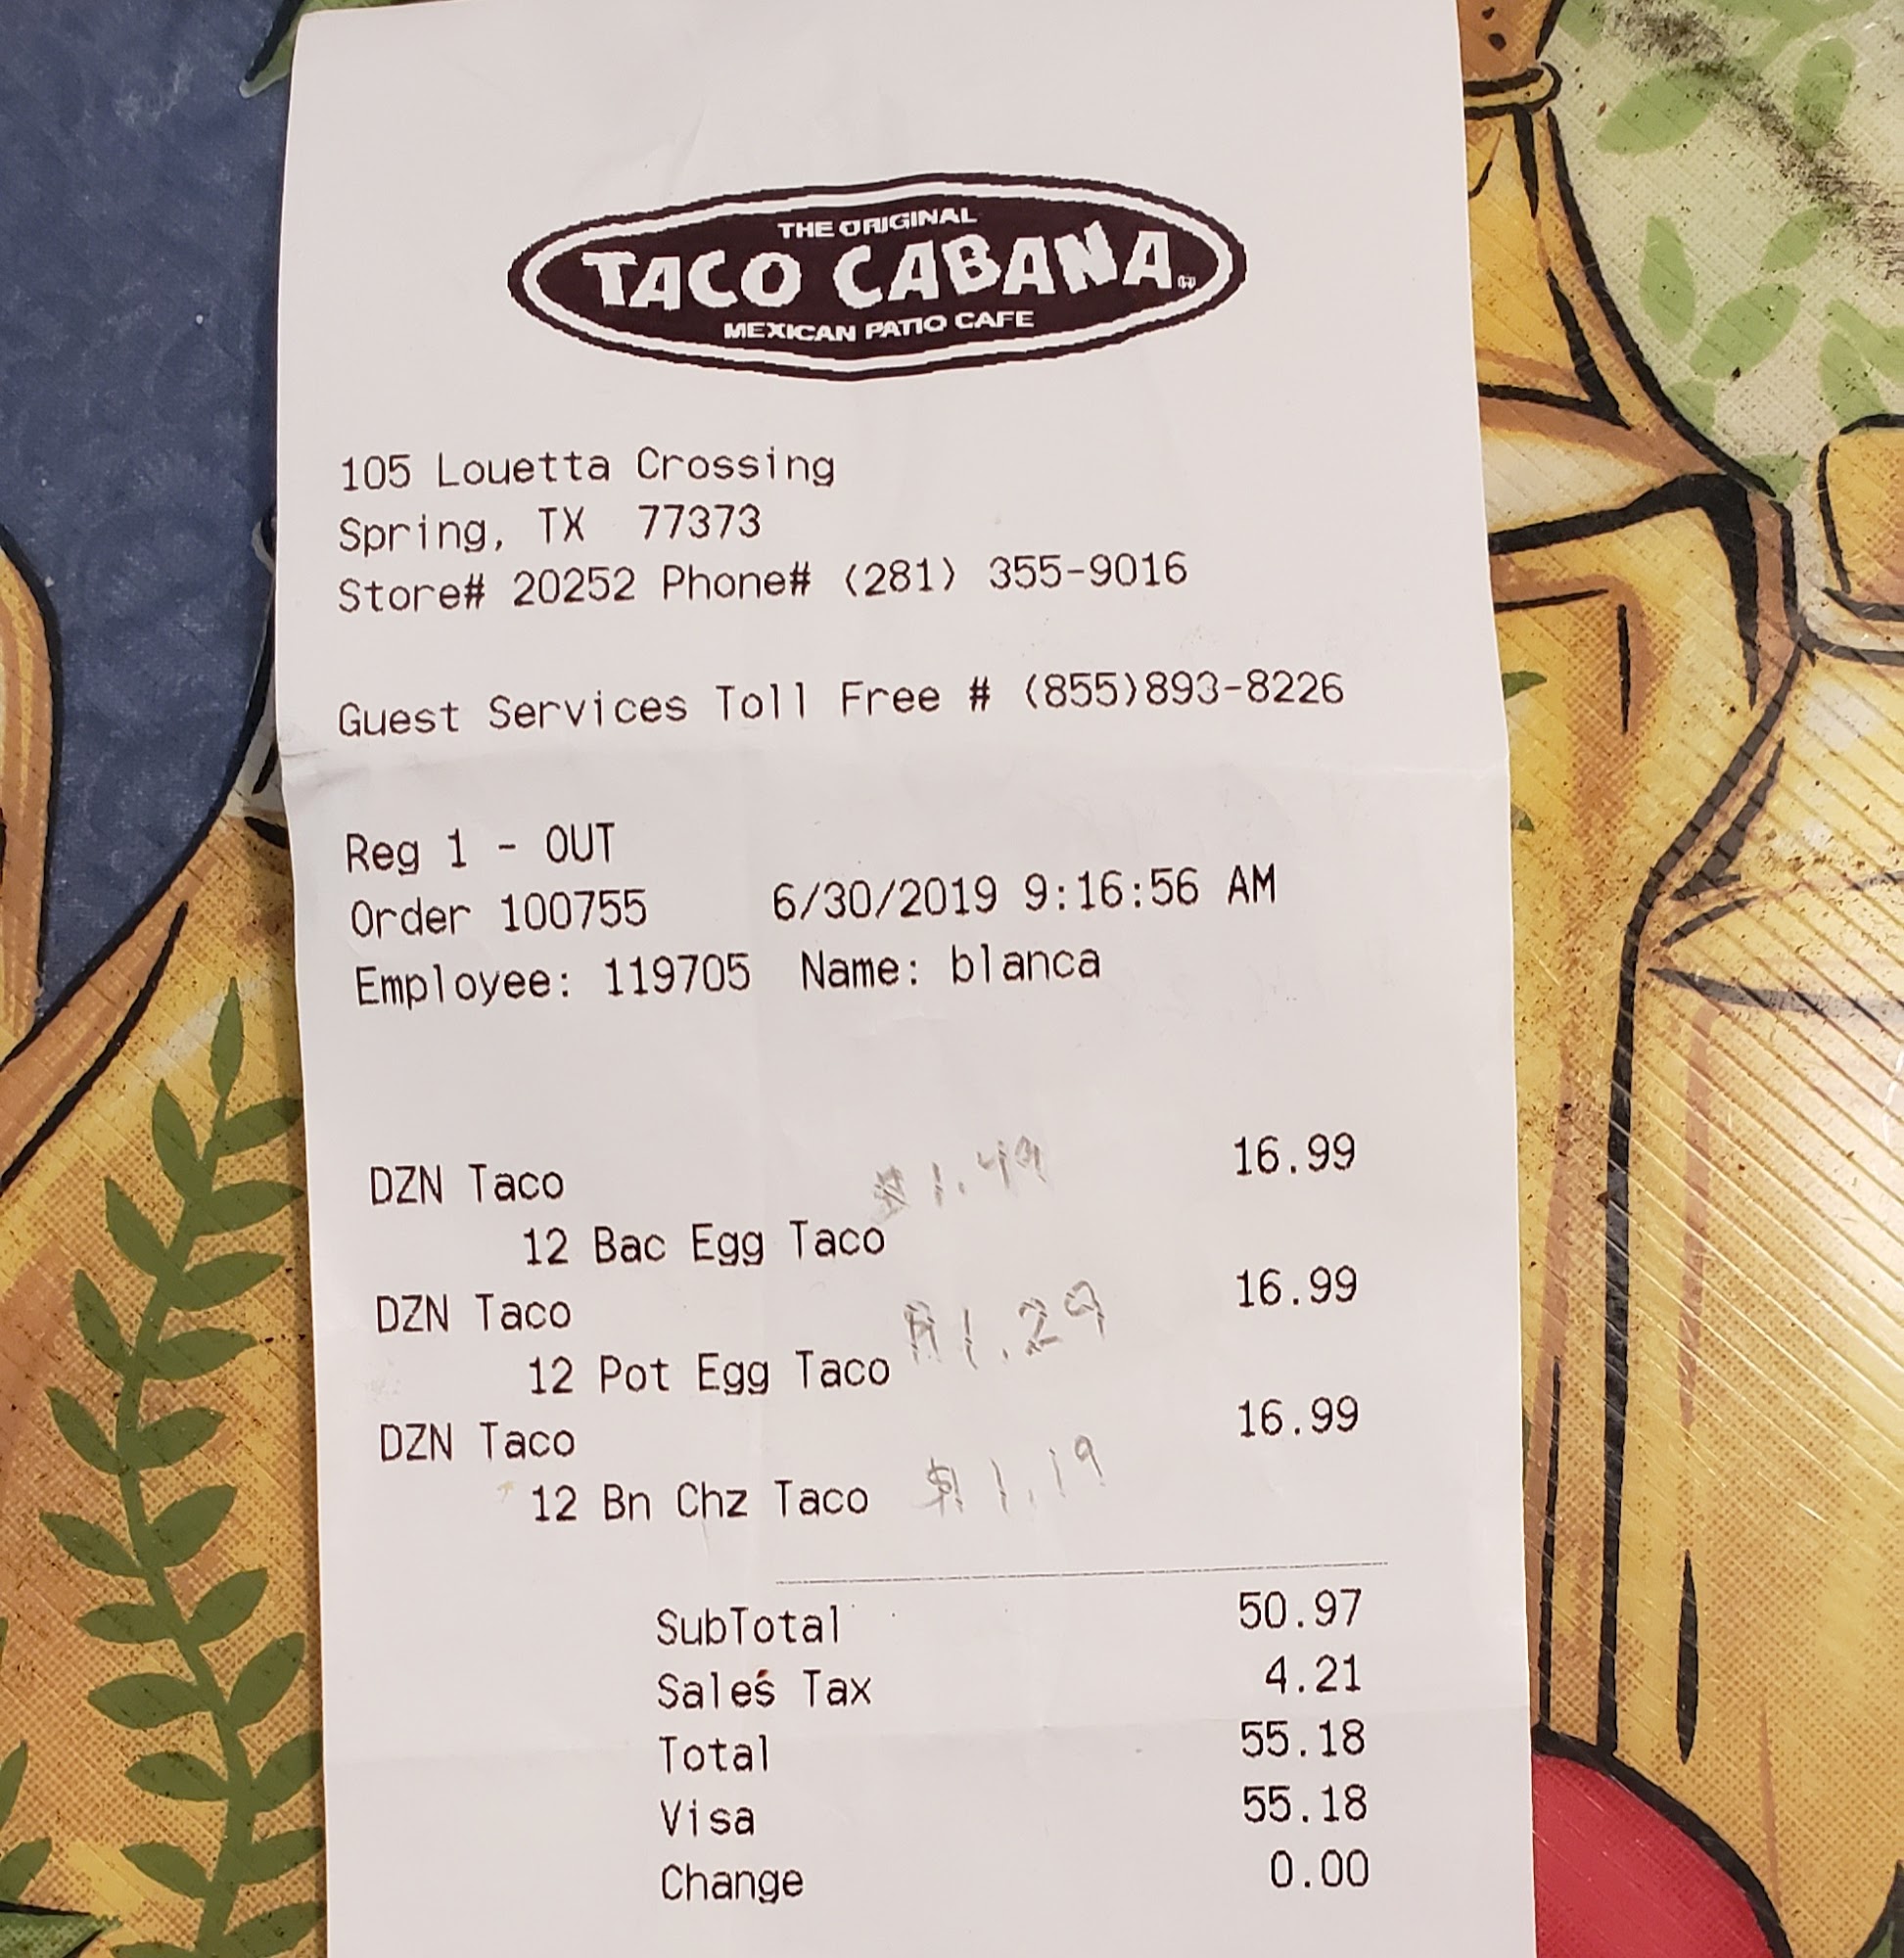 THE ORIGINAL
TACO CABANA
MEXICAN PATIO CAFE
105 Louetta Crossing
Spring, TX 77373
Store# 20252 Phone# (281) 355-9016
Guest Services Toll Free # (855)893-8226
Reg 1 - OUT
Order 100755 6/30/2019 9:16:56 AM
Employee: 119705 Name: blanca
DZN Taco $1.49 16.99
12 Bac Egg Taco
DZN Taco 16.99
12 Pot Egg Taco $1.29
DZN Taco 16.99
12 Bn Chz Taco $1.19
SubTotal 50.97
Sales Tax 4.21
Total 55.18
Visa 55.18
Change 0.00